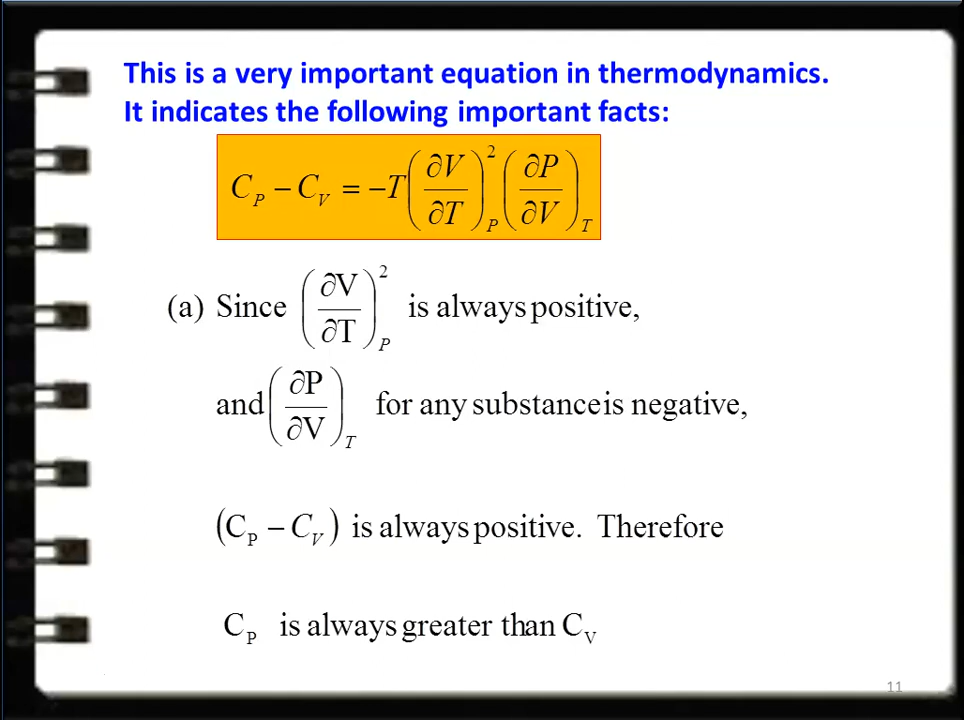 This is a very important equation in thermodynamics.
It indicates the following important facts:
C_P − C_V = −T (∂V/∂T)_P^2 (∂P/∂V)_T
(a) Since (∂V/∂T)_P^2 is always positive,
and (∂P/∂V)_T for any substance is negative,
(C_P − C_V) is always positive. Therefore
C_P is always greater than C_V
11